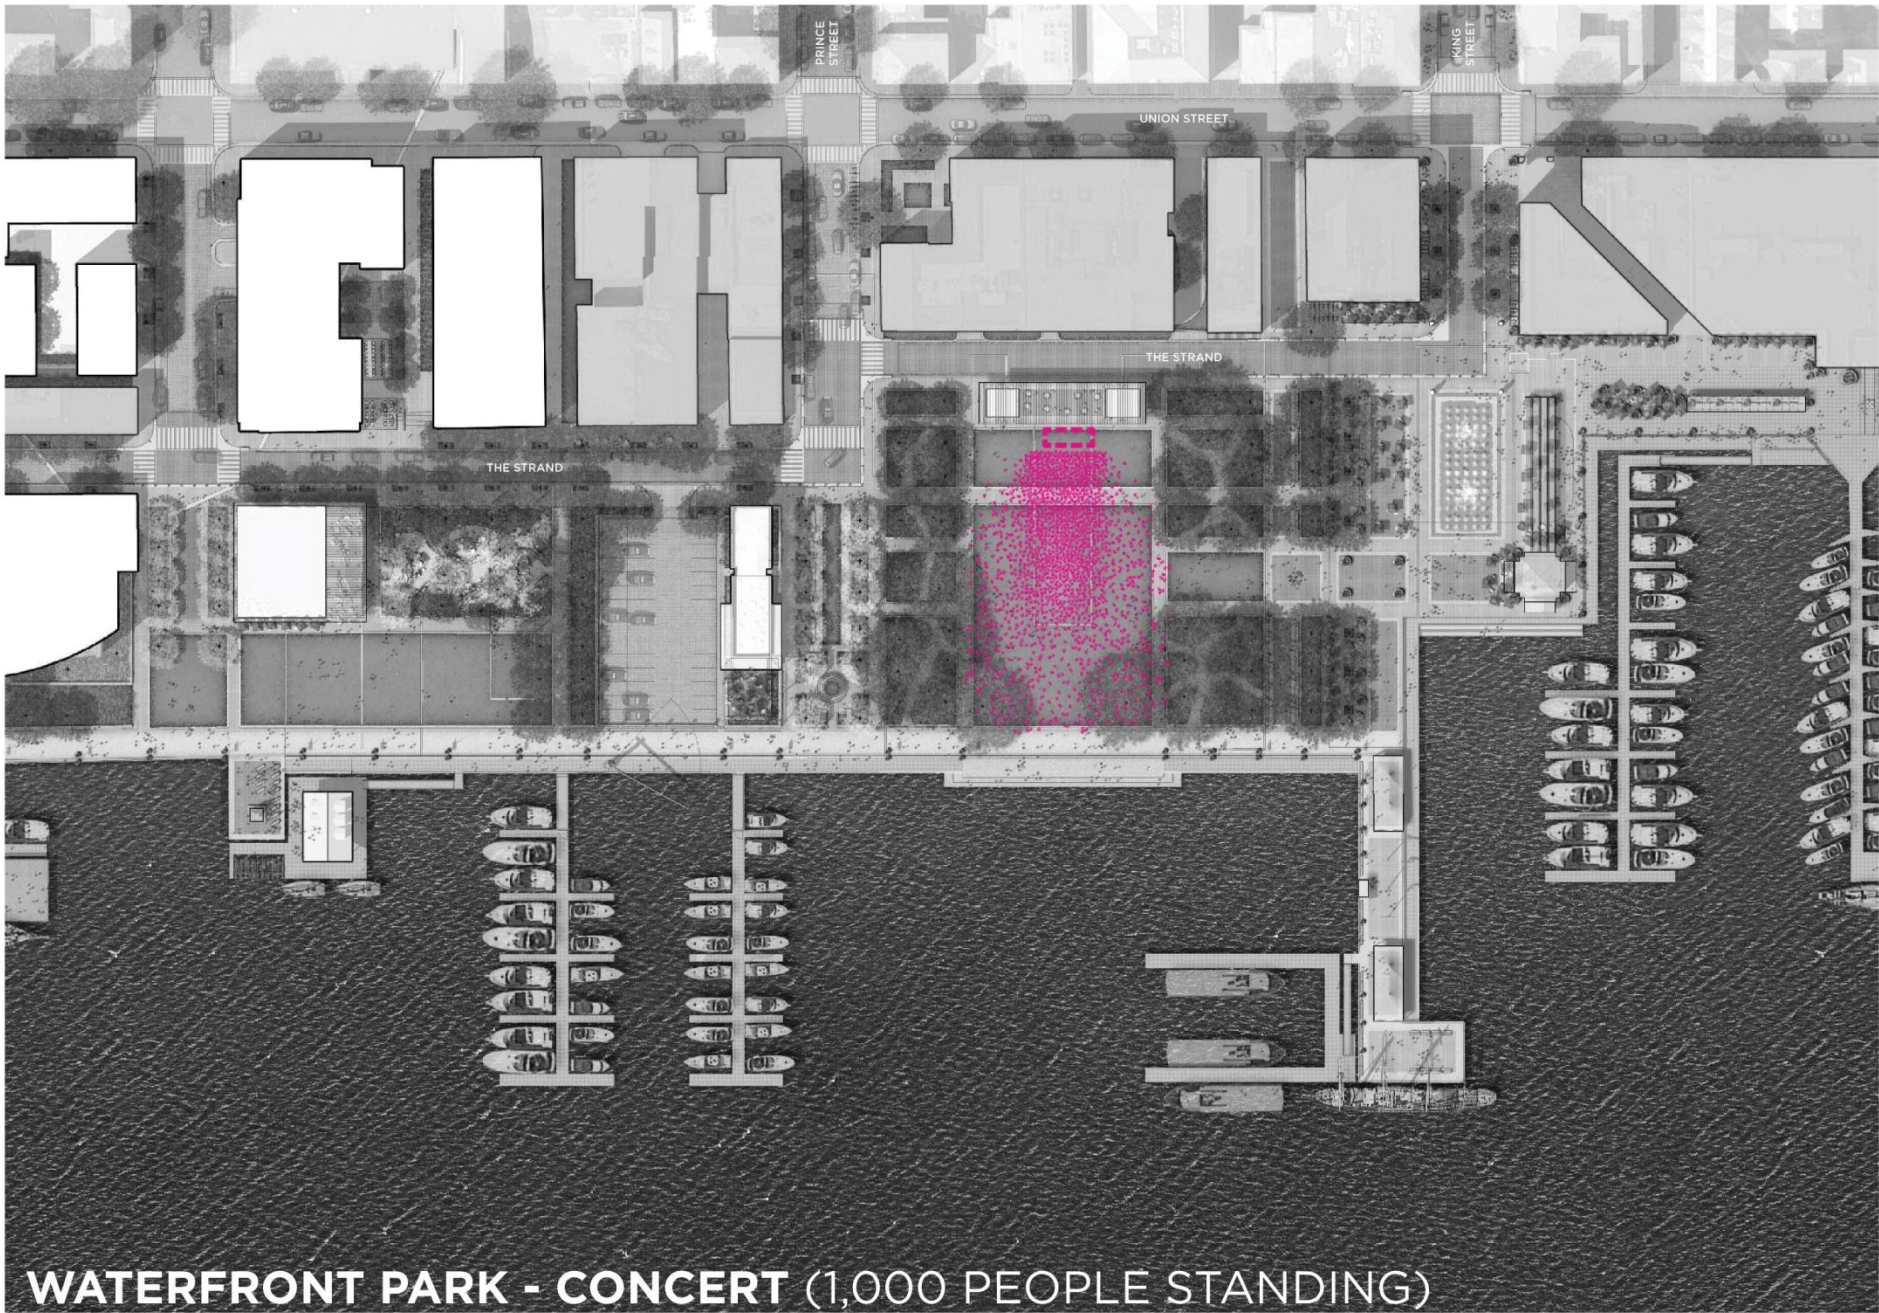 PRINCE
STREET
KING
STREET
UNION STREET
THE STRAND
THE STRAND
WATERFRONT PARK - CONCERT (1,000 PEOPLE STANDING)